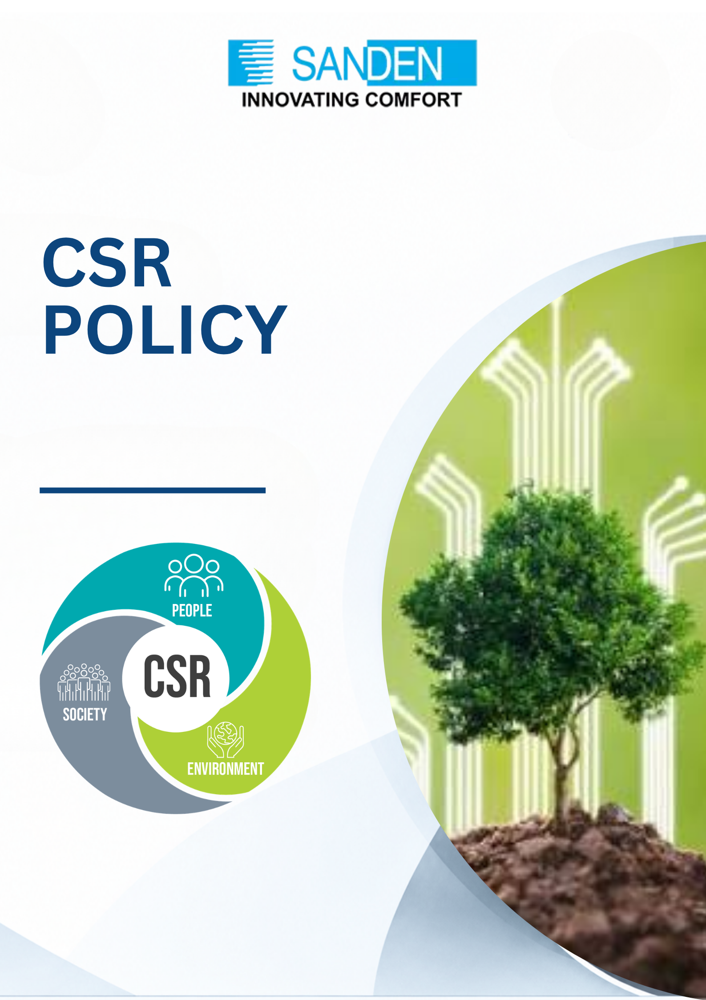 SANDEN
INNOVATING COMFORT
CSR
POLICY
PEOPLE
CSR
SOCIETY
ENVIRONMENT